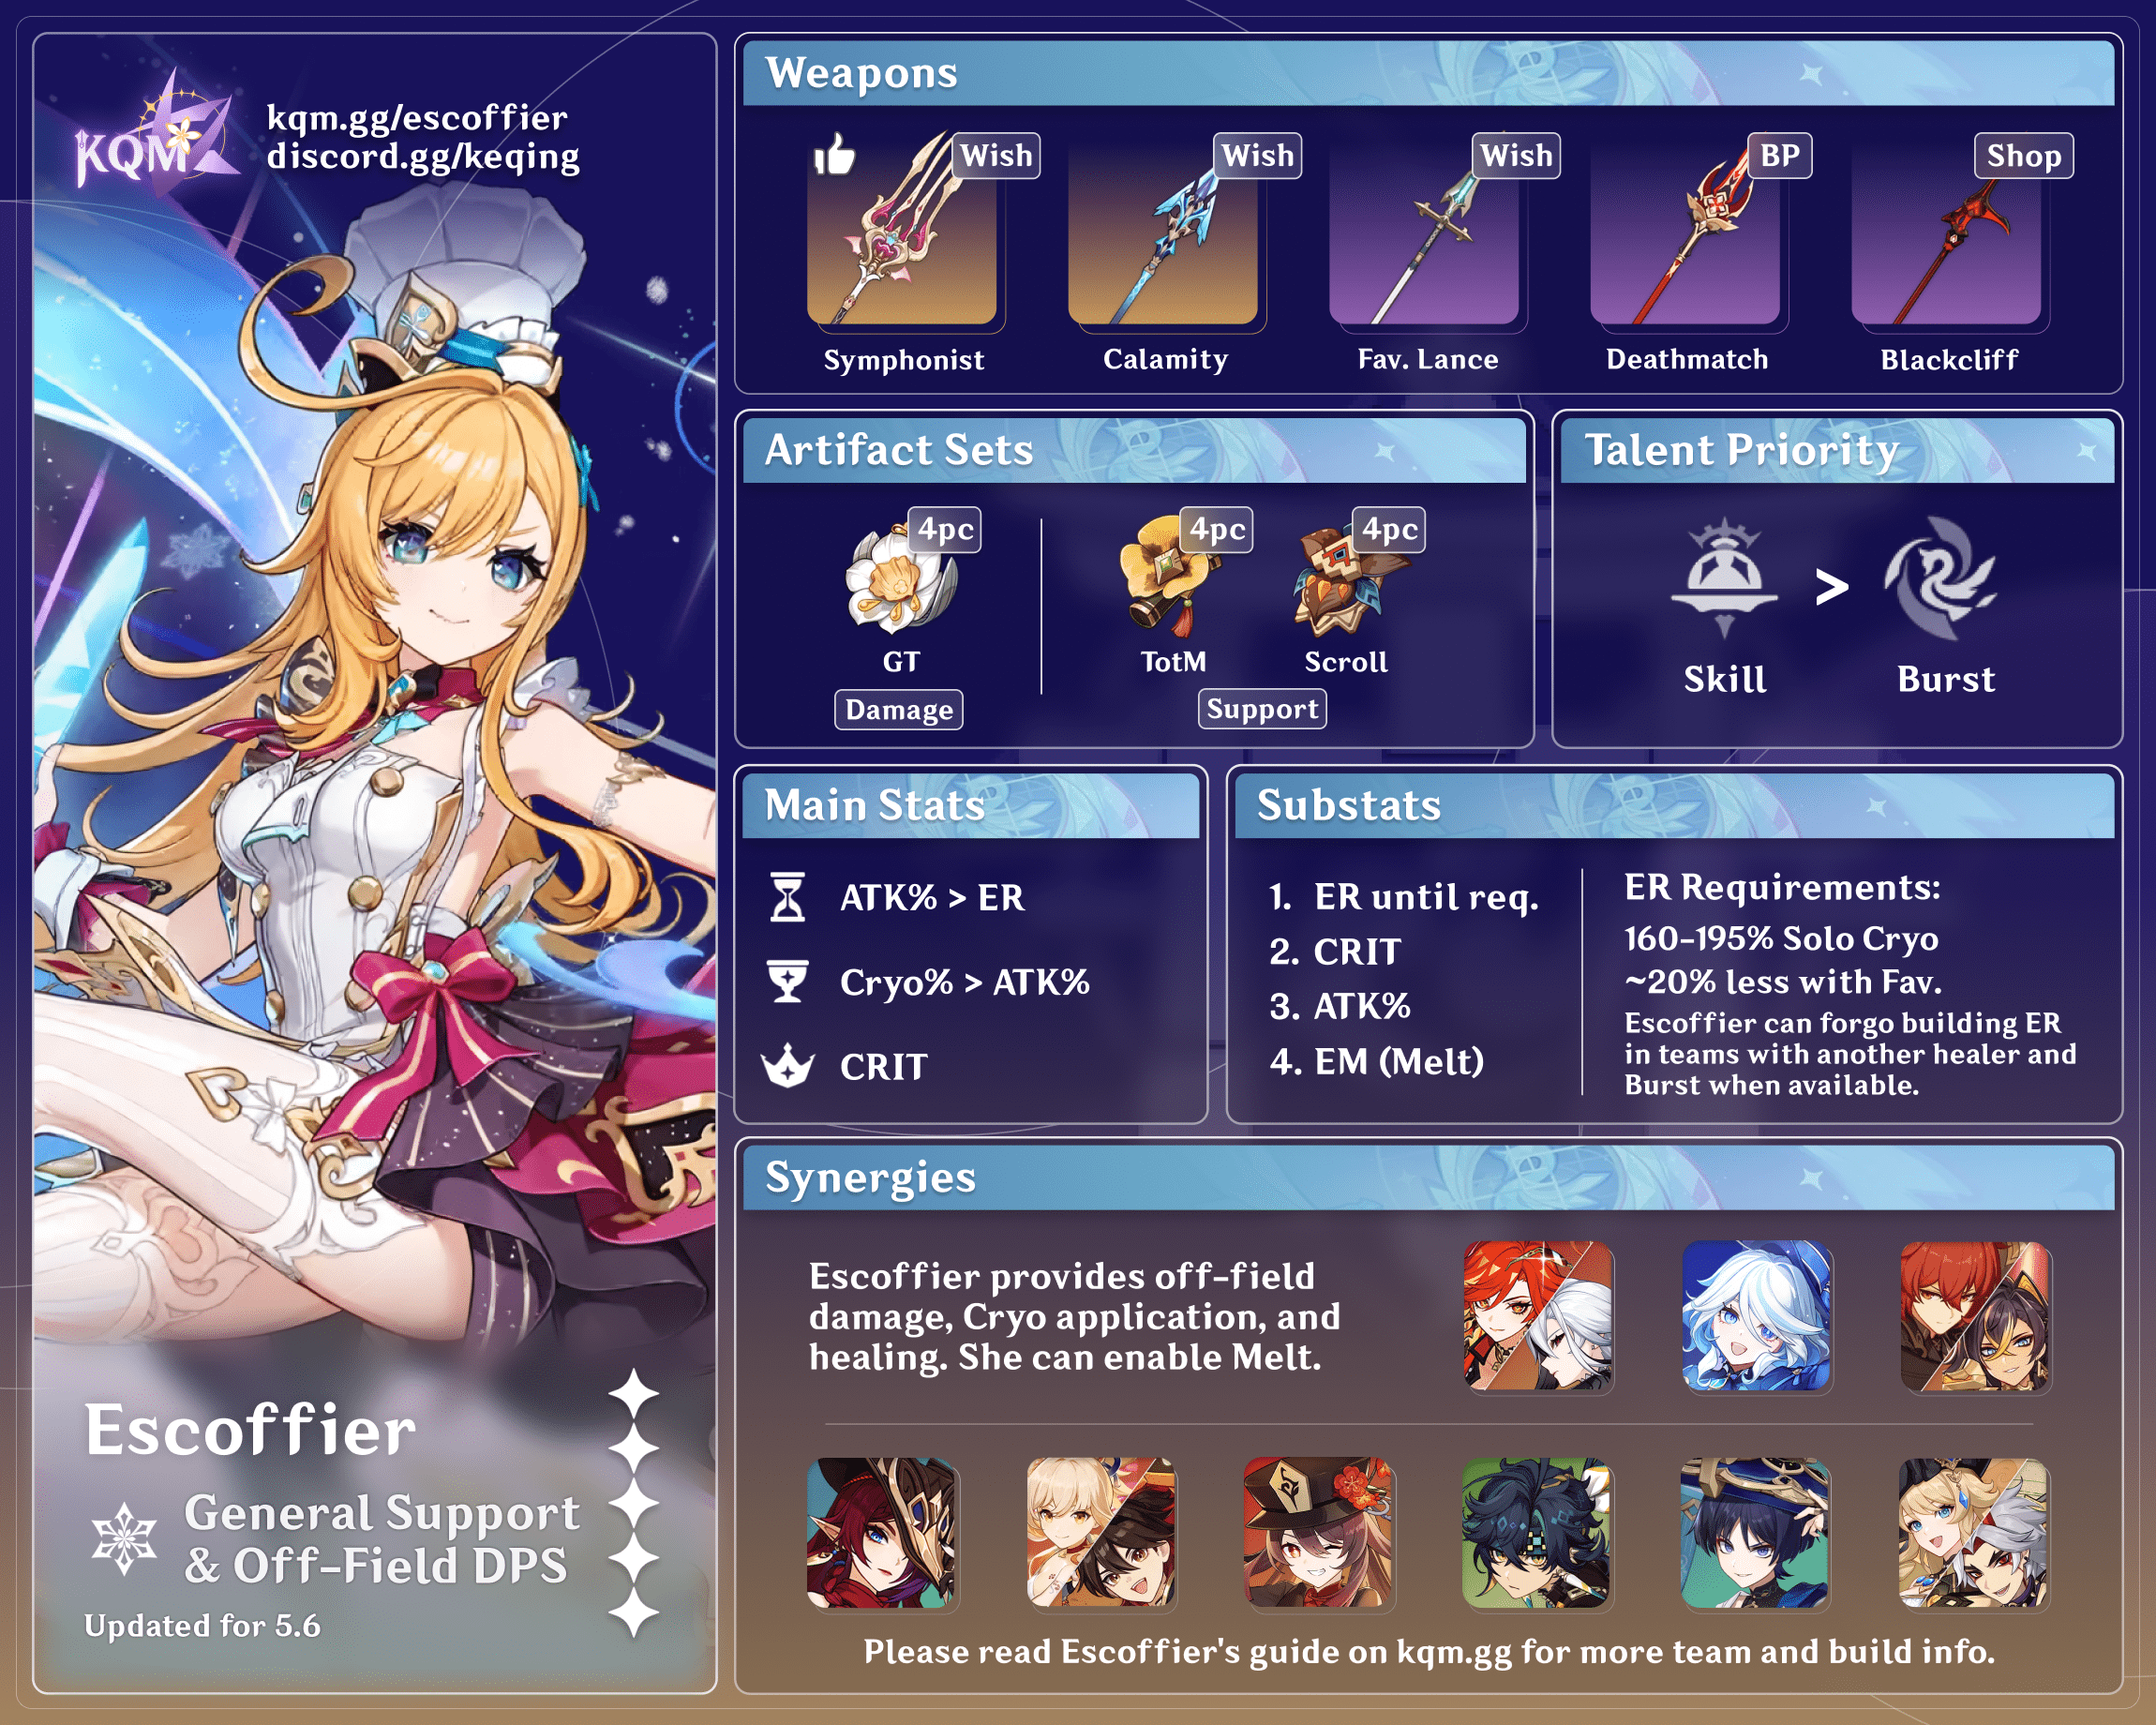 KQM
kqm.gg/escoffier
discord.gg/keqing
Escoffier
General Support
& Off-Field DPS
Updated for 5.6
Weapons
Wish
Wish
Wish
BP
Shop
Symphonist
Calamity
Fav. Lance
Deathmatch
Blackcliff
Artifact Sets
4pc
4pc
4pc
GT
TotM
Scroll
Damage
Support
Talent Priority
>
Skill
Burst
Main Stats
ATK% > ER
Cryo% > ATK%
CRIT
Substats
1. ER until req.
2. CRIT
3. ATK%
4. EM (Melt)
ER Requirements:
160-195% Solo Cryo
~20% less with Fav.
Escoffier can forgo building ER
in teams with another healer and
Burst when available.
Synergies
Escoffier provides off-field
damage, Cryo application, and
healing. She can enable Melt.
Please read Escoffier's guide on kqm.gg for more team and build info.